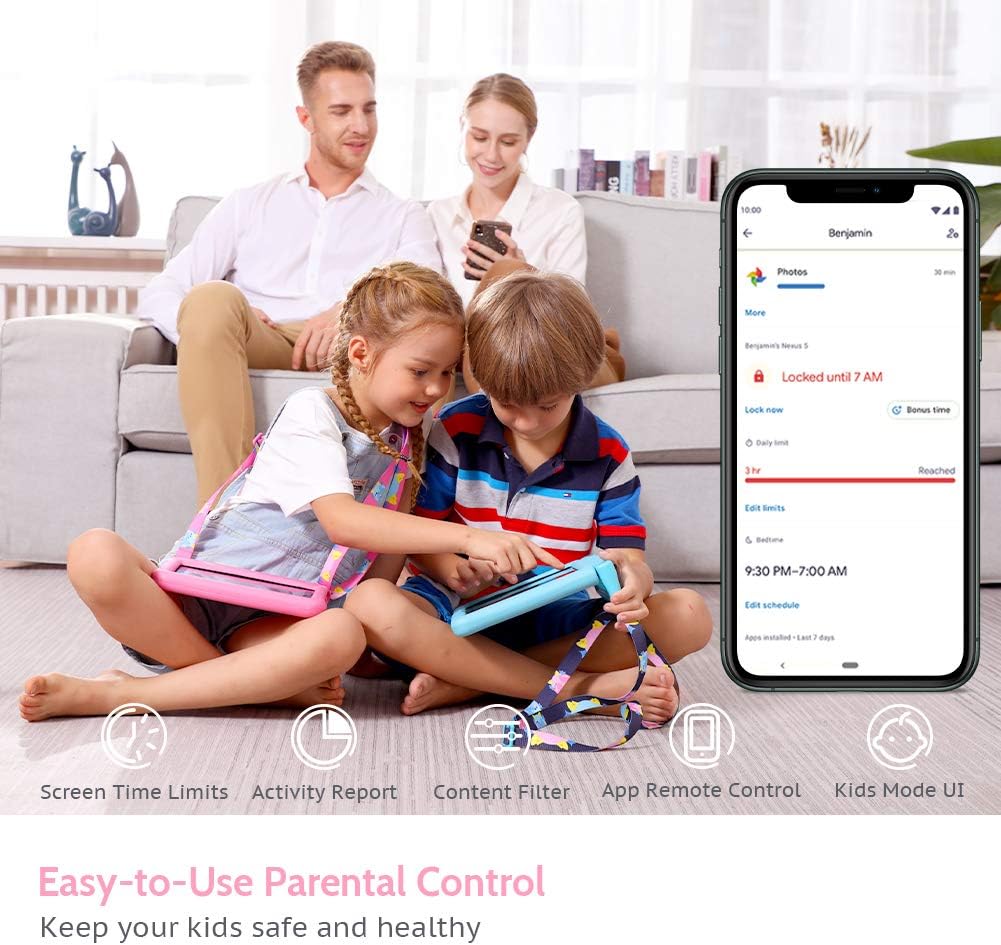 10:00
Benjamin
Photos
30 min
More
Benjamin's Nexus 5
Locked until 7 AM
Lock now
Bonus time
Daily limit
3 hr
Reached
Edit limits
Bedtime
9:30 PM–7:00 AM
Edit schedule
Apps installed • Last 7 days
Screen Time Limits
Activity Report
Content Filter
App Remote Control
Kids Mode UI
Easy-to-Use Parental Control
Keep your kids safe and healthy